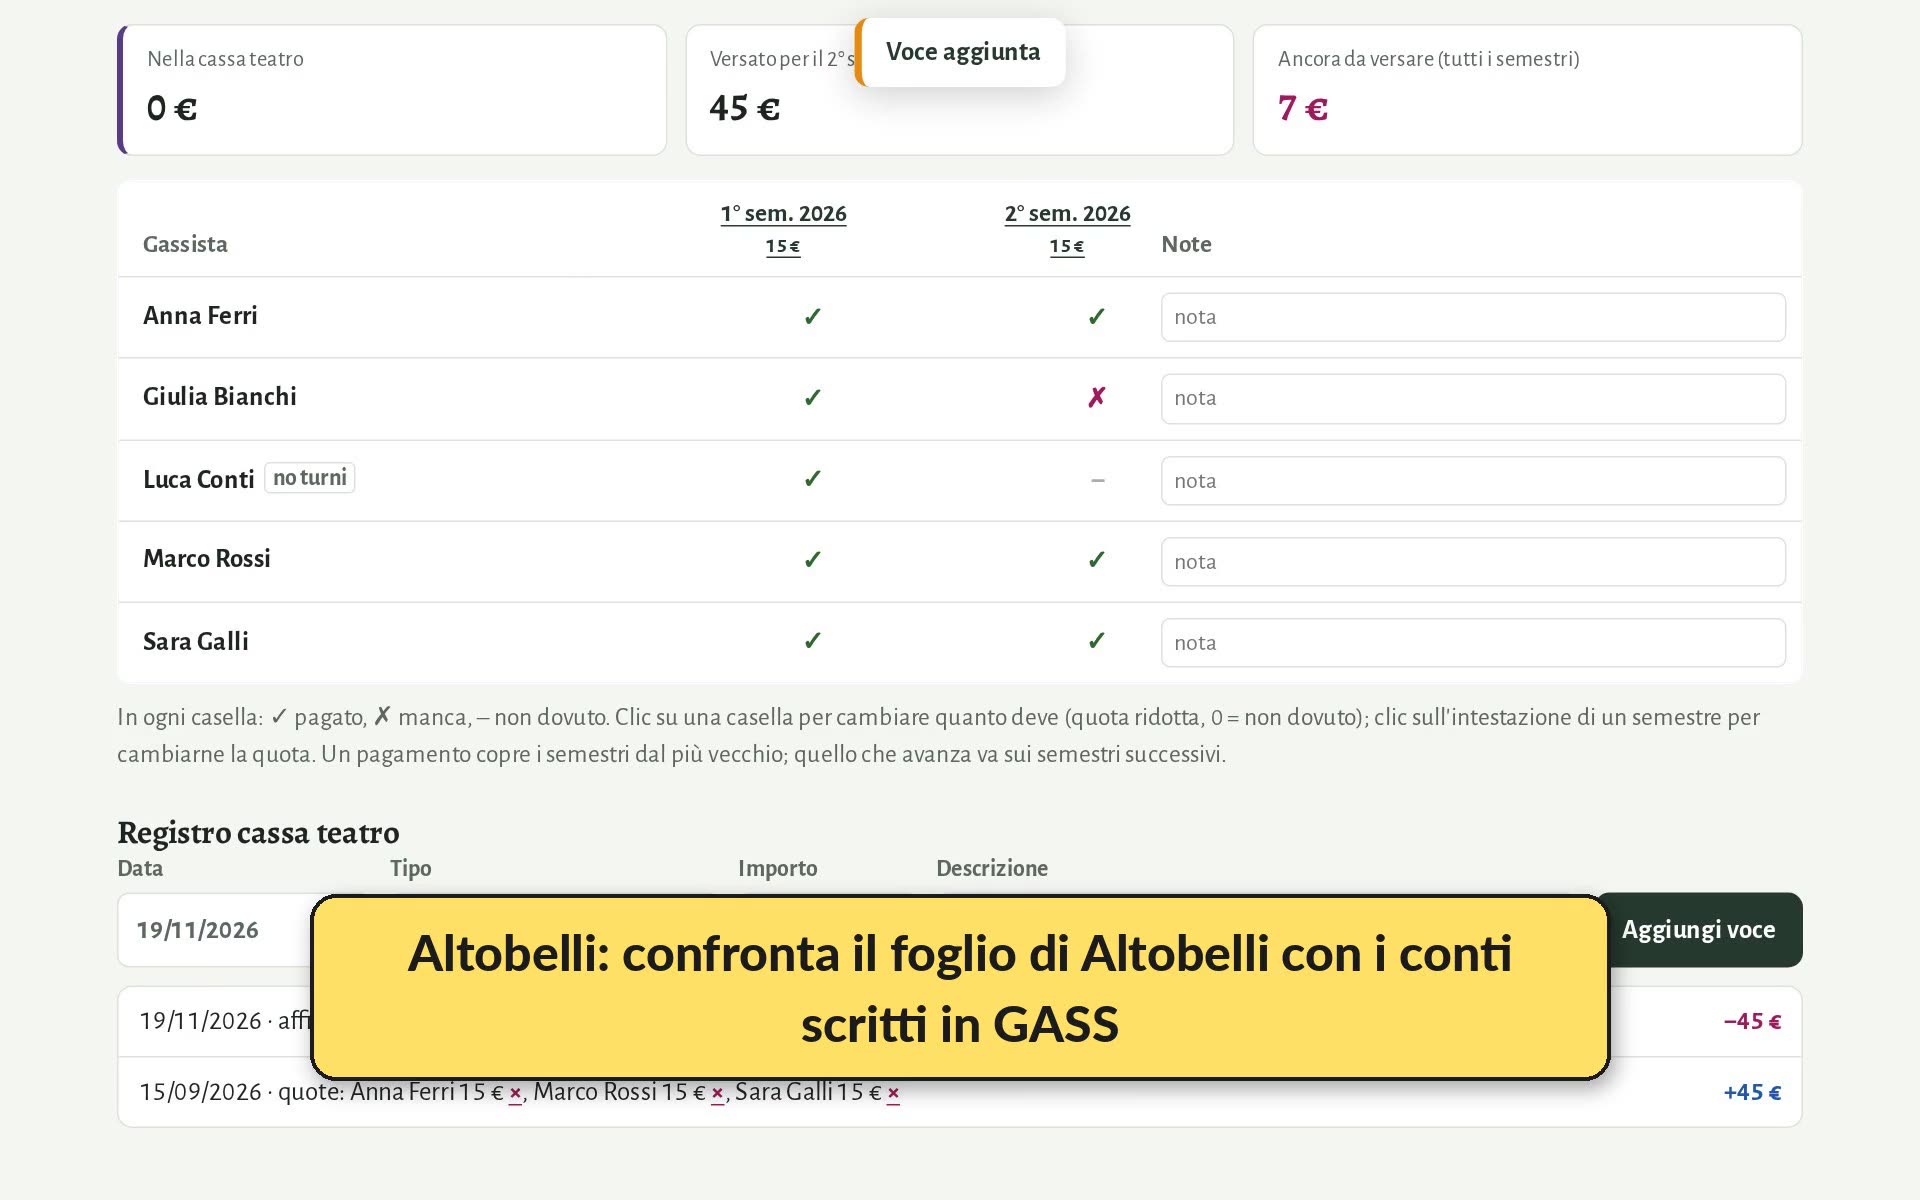 Nella cassa teatro
0 €
Versato per il 2° s
45 €
Voce aggiunta
Ancora da versare (tutti i semestri)
7 €
Gassista
1° sem. 2026
15 €
2° sem. 2026
15 €
Note
Anna Ferri ✓ ✓ nota
Giulia Bianchi ✓ ✗ nota
Luca Conti no turni ✓ – nota
Marco Rossi ✓ ✓ nota
Sara Galli ✓ ✓ nota
In ogni casella: ✓ pagato, ✗ manca, – non dovuto. Clic su una casella per cambiare quanto deve (quota ridotta, 0 = non dovuto); clic sull'intestazione di un semestre per
cambiarne la quota. Un pagamento copre i semestri dal più vecchio; quello che avanza va sui semestri successivi.
Registro cassa teatro
Data Tipo Importo Descrizione
19/11/2026
Aggiungi voce
Altobelli: confronta il foglio di Altobelli con i conti
scritti in GASS
19/11/2026 · –45 €
15/09/2026 · quote: Anna Ferri 15 € ×, Marco Rossi 15 € ×, Sara Galli 15 € × +45 €